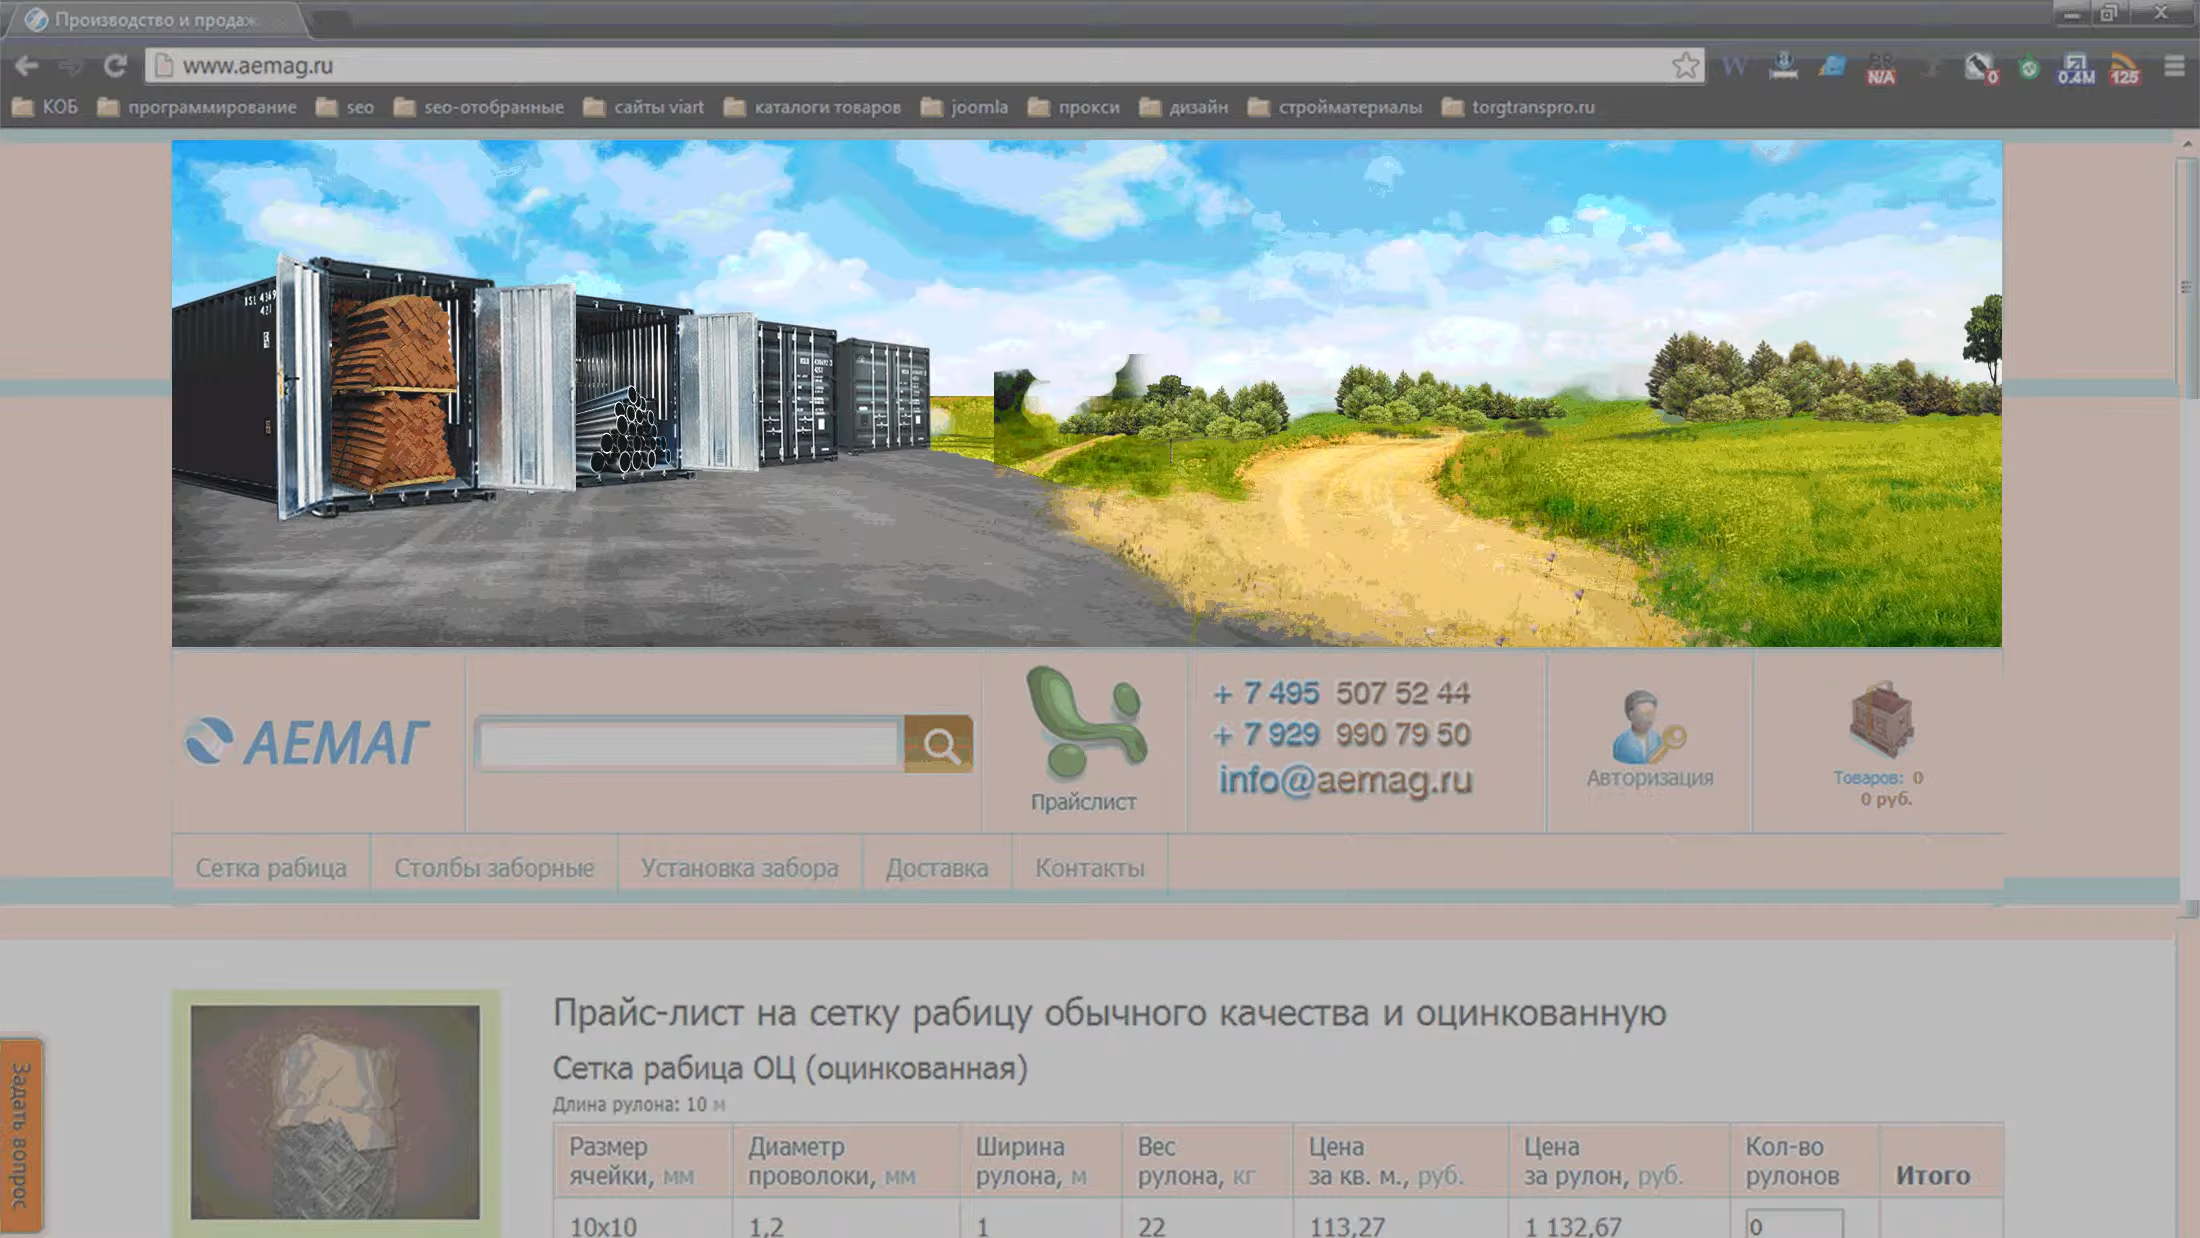 Производство и продаж
www.aemag.ru
N/A
0
0.4M
125
КОБ программирование seo seo-отобранные сайты viart каталоги товаров joomla прокси дизайн стройматериалы torgtranspro.ru
АЕМАГ
Прайслист
+ 7 495 507 52 44
+ 7 929 990 79 50
info@aemag.ru
Авторизация
Товаров: 0
0 руб.
Сетка рабица Столбы заборные Установка забора Доставка Контакты
Задать вопрос
Прайс-лист на сетку рабицу обычного качества и оцинкованную
Сетка рабица ОЦ (оцинкованная)
Длина рулона: 10 м
Размер ячейки, мм Диаметр проволоки, мм Ширина рулона, м Вес рулона, кг Цена за кв. м., руб. Цена за рулон, руб. Кол-во рулонов Итого
10х10 1,2 1 22 113,27 1 132,67 0